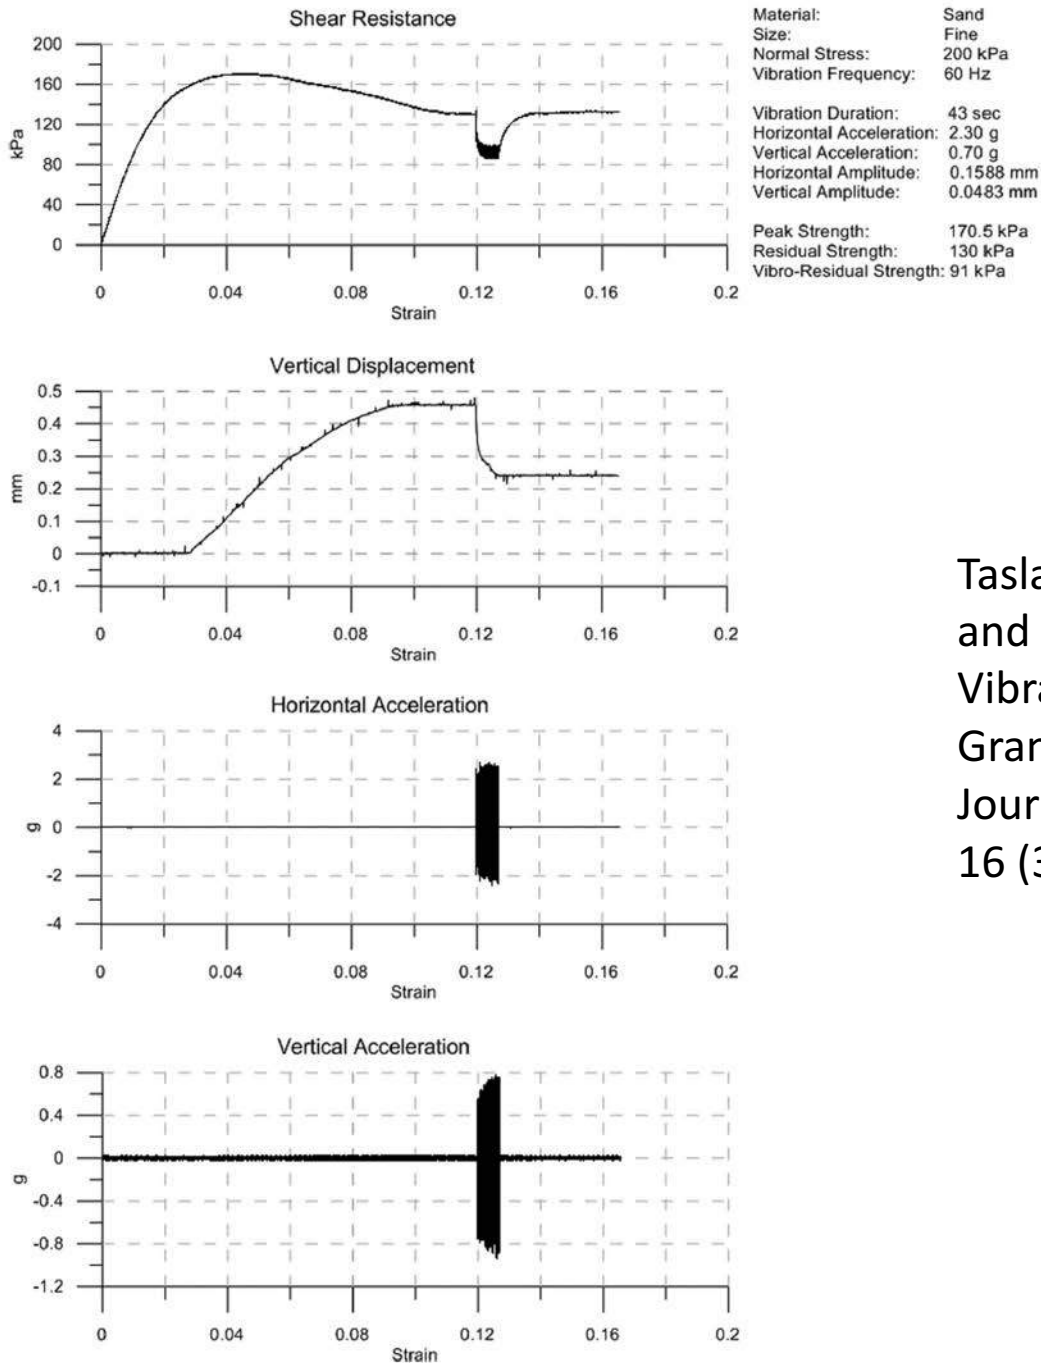 Shear Resistance
200
160
120
80
40
0
kPa
0 0.04 0.08 0.12 0.16 0.2
Strain
Material: Sand
Size: Fine
Normal Stress: 200 kPa
Vibration Frequency: 60 Hz
Vibration Duration: 43 sec
Horizontal Acceleration: 2.30 g
Vertical Acceleration: 0.70 g
Horizontal Amplitude: 0.1588 mm
Vertical Amplitude: 0.0483 mm
Peak Strength: 170.5 kPa
Residual Strength: 130 kPa
Vibro-Residual Strength: 91 kPa
Vertical Displacement
0.5
0.4
0.3
0.2
0.1
0
-0.1
mm
0 0.04 0.08 0.12 0.16 0.2
Strain
Horizontal Acceleration
4
2
0
-2
-4
g
0 0.04 0.08 0.12 0.16 0.2
Strain
Vertical Acceleration
0.8
0.4
0
-0.4
-0.8
-1.2
g
0 0.04 0.08 0.12 0.16 0.2
Strain
Tasla
and
Vibra
Gran
Jour
16 (3